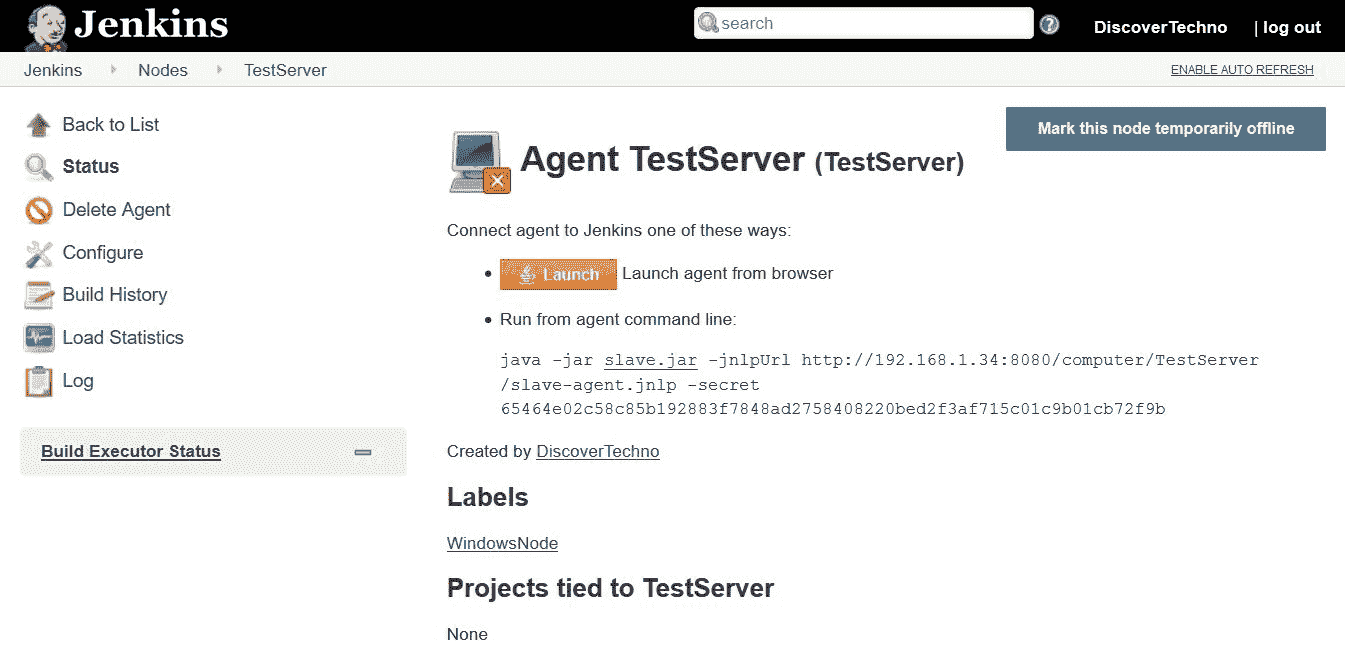 Jenkins
search
DiscoverTechno
| log out
Jenkins
Nodes
TestServer
ENABLE AUTO REFRESH
Back to List
Status
Delete Agent
Configure
Build History
Load Statistics
Log
Build Executor Status
Mark this node temporarily offline
Agent TestServer (TestServer)
Connect agent to Jenkins one of these ways:
Launch Launch agent from browser
Run from agent command line:
java -jar slave.jar -jnlpUrl http://192.168.1.34:8080/computer/TestServer
/slave-agent.jnlp -secret
65464e02c58c85b192883f7848ad2758408220bed2f3af715c01c9b01cb72f9b
Created by DiscoverTechno
Labels
WindowsNode
Projects tied to TestServer
None